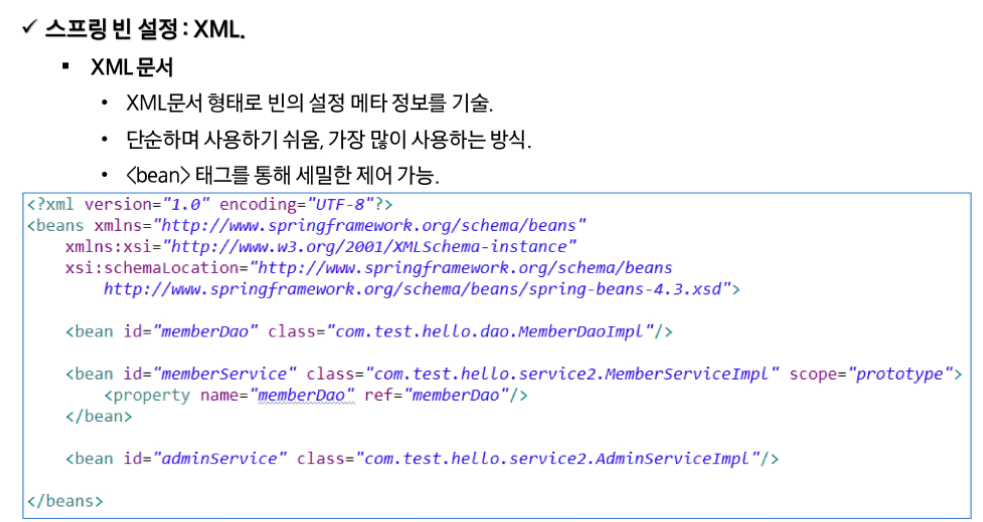 ✓ 스프링 빈 설정 : XML.
▪ XML 문서
• XML문서 형태로 빈의 설정 메타 정보를 기술.
• 단순하며 사용하기 쉬움, 가장 많이 사용하는 방식.
• <bean> 태그를 통해 세밀한 제어 가능.
<?xml version="1.0" encoding="UTF-8"?>
<beans xmlns="http://www.springframework.org/schema/beans"
    xmlns:xsi="http://www.w3.org/2001/XMLSchema-instance"
    xsi:schemaLocation="http://www.springframework.org/schema/beans
        http://www.springframework.org/schema/beans/spring-beans-4.3.xsd">
    <bean id="memberDao" class="com.test.hello.dao.MemberDaoImpl"/>
    <bean id="memberService" class="com.test.hello.service2.MemberServiceImpl" scope="prototype">
        <property name="memberDao" ref="memberDao"/>
    </bean>
    <bean id="adminService" class="com.test.hello.service2.AdminServiceImpl"/>
</beans>